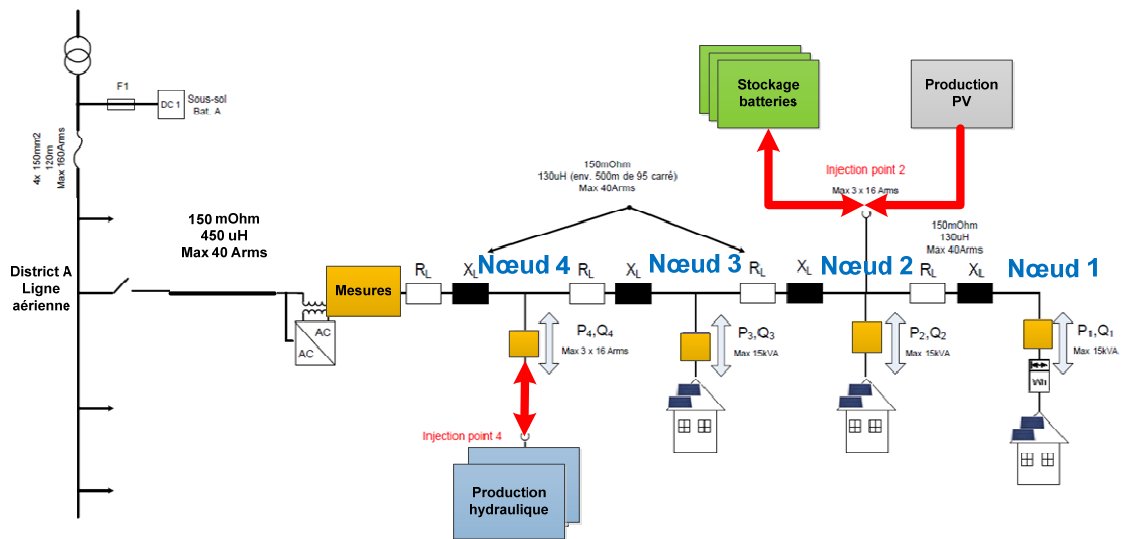 F1
DC 1
Sous-sol
Batt. A
4x 150mm2
120m
Max 160Arms
150 mOhm
450 uH
Max 40 Arms
District A
Ligne
aérienne
AC
AC
Mesures
150mOhm
130uH (env. 500m de 95 carré)
Max 40Arms
Stockage
batteries
Production
PV
Injection point 2
Max 3 x 16 Arms
150mOhm
130uH
Max 40Arms
RL
XL
Nœud 4
RL
XL
Nœud 3
RL
XL
Nœud 2
RL
XL
Nœud 1
P4,Q4
Max 3 x 16 Arms
P3,Q3
Max 15kVA
P2,Q2
Max 15kVA
P1,Q1
Max 15kVA
Wh
Injection point 4
Production
hydraulique